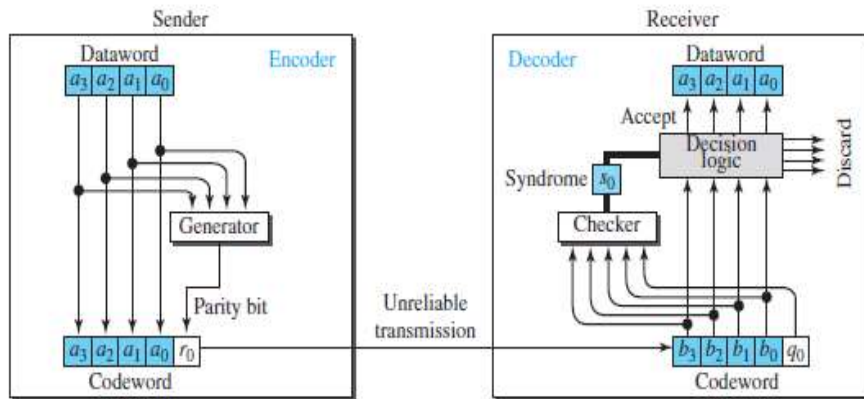 Sender
Encoder
Dataword
a3 a2 a1 a0
Generator
Parity bit
a3 a2 a1 a0 r0
Codeword
Unreliable
transmission
Receiver
Decoder
Dataword
a3 a2 a1 a0
Accept
Decision
logic
Discard
Syndrome
s0
Checker
b3 b2 b1 b0 q0
Codeword